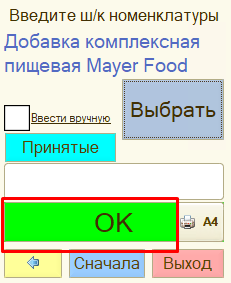 Введите ш/к номенклатуры
Добавка комплексная
пищевая Mayer Food
Ввести вручную
Выбрать
Принятые
OK
A4
Сначала
Выход